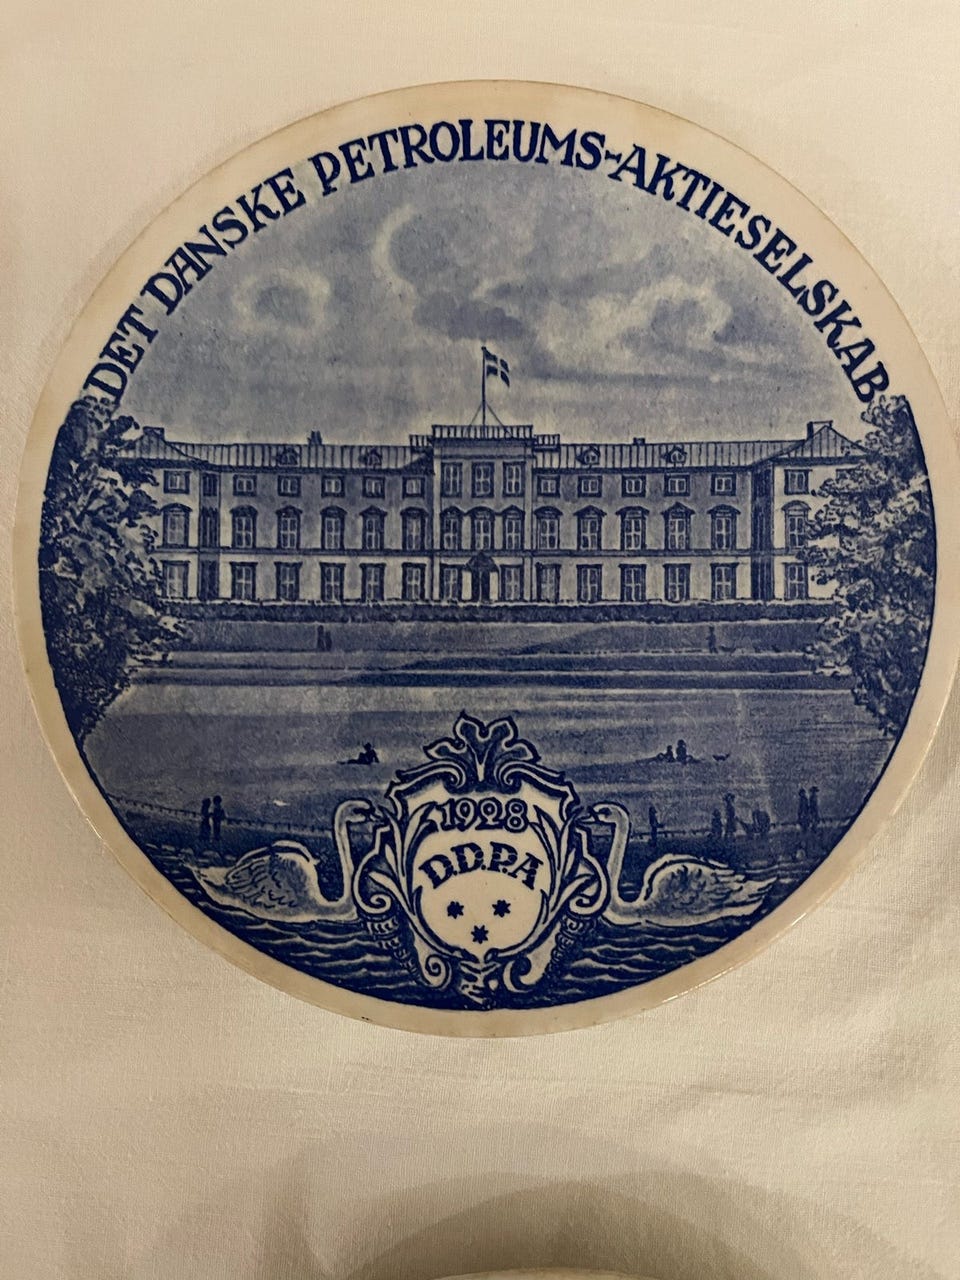 DET DANSKE PETROLEUMS-AKTIESELSKAB
1928
D.D.P.A